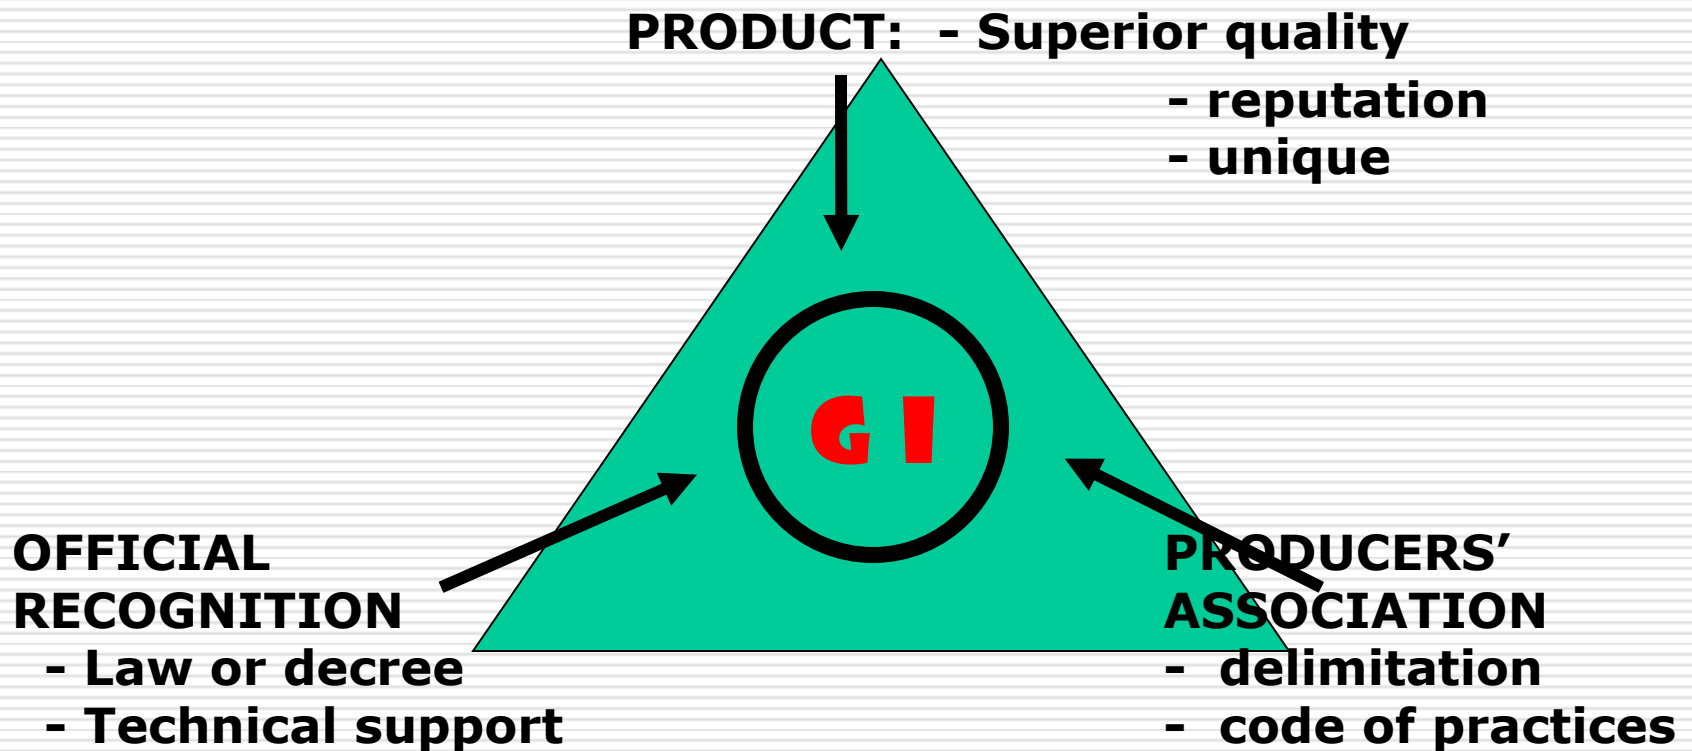 PRODUCT: - Superior quality
- reputation
- unique
G I
OFFICIAL
RECOGNITION
- Law or decree
- Technical support
PRODUCERS’
ASSOCIATION
- delimitation
- code of practices